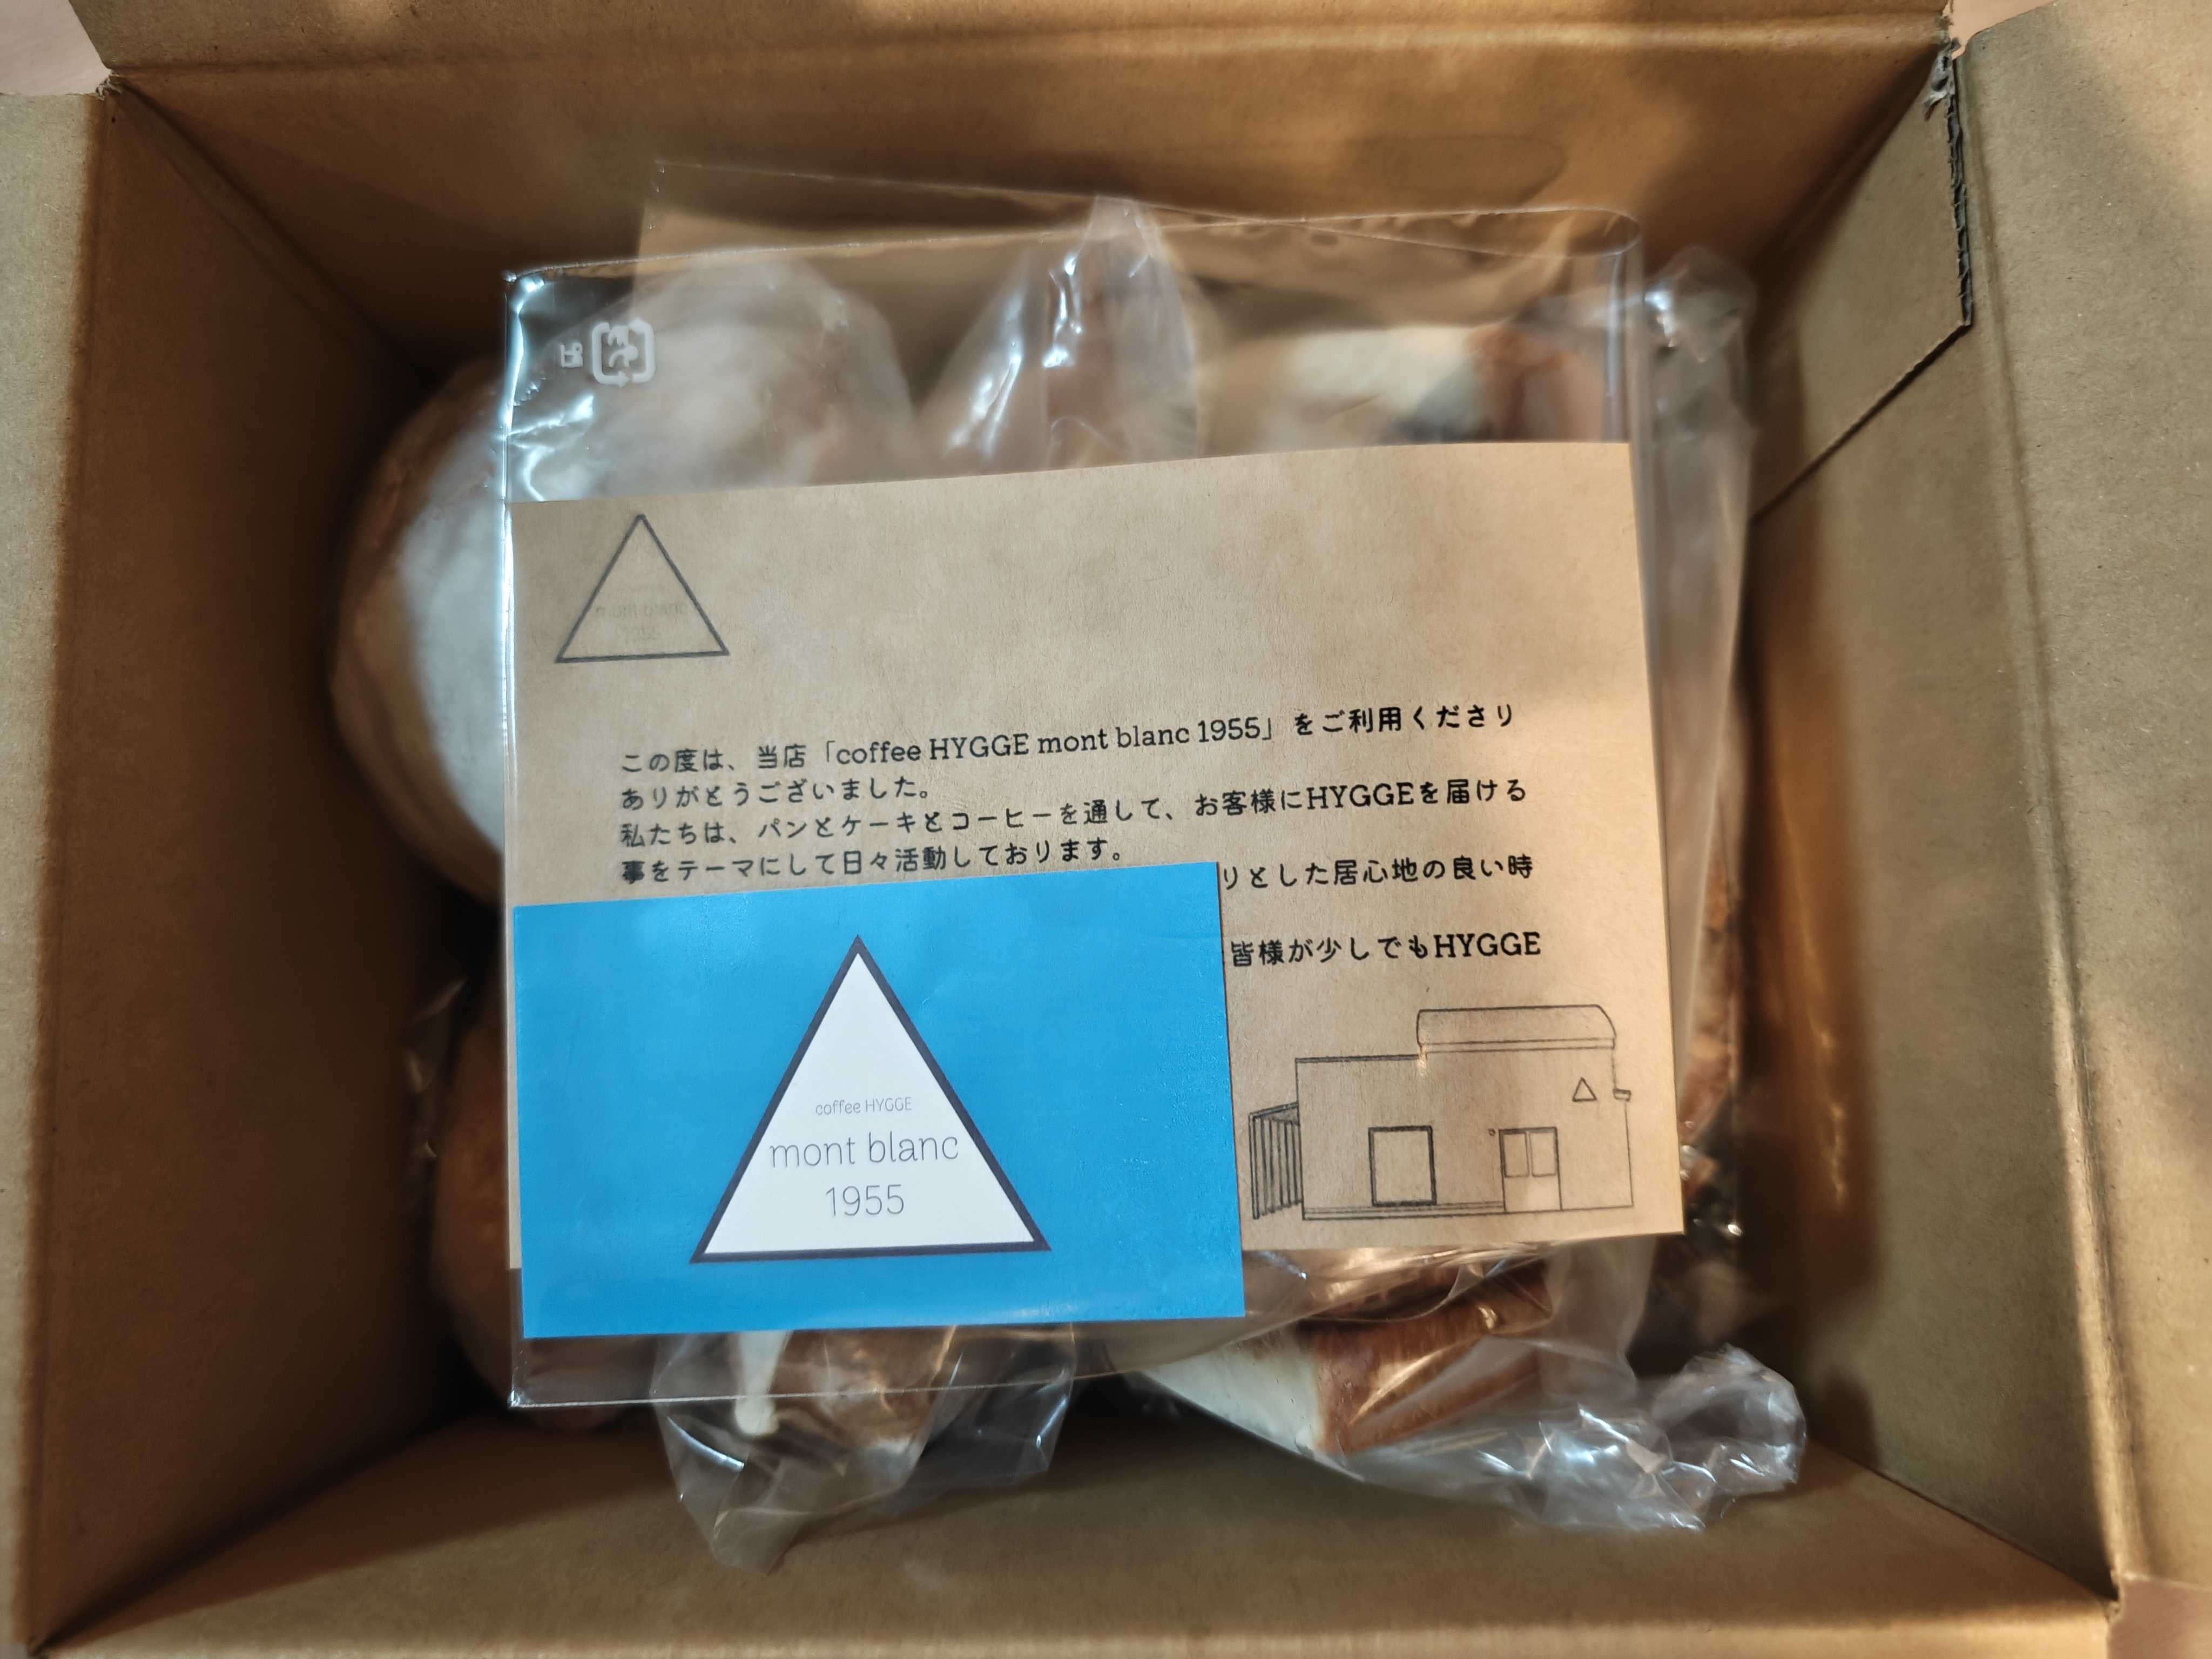 この度は、当店「coffee HYGGE mont blanc 1955」をご利用くださり
ありがとうございました。
私たちは、パンとケーキとコーヒーを通して、お客様にHYGGEを届ける
事をテーマにして日々活動しております。
りとした居心地の良い時
皆様が少しでもHYGGE
coffee HYGGE
mont blanc
1955